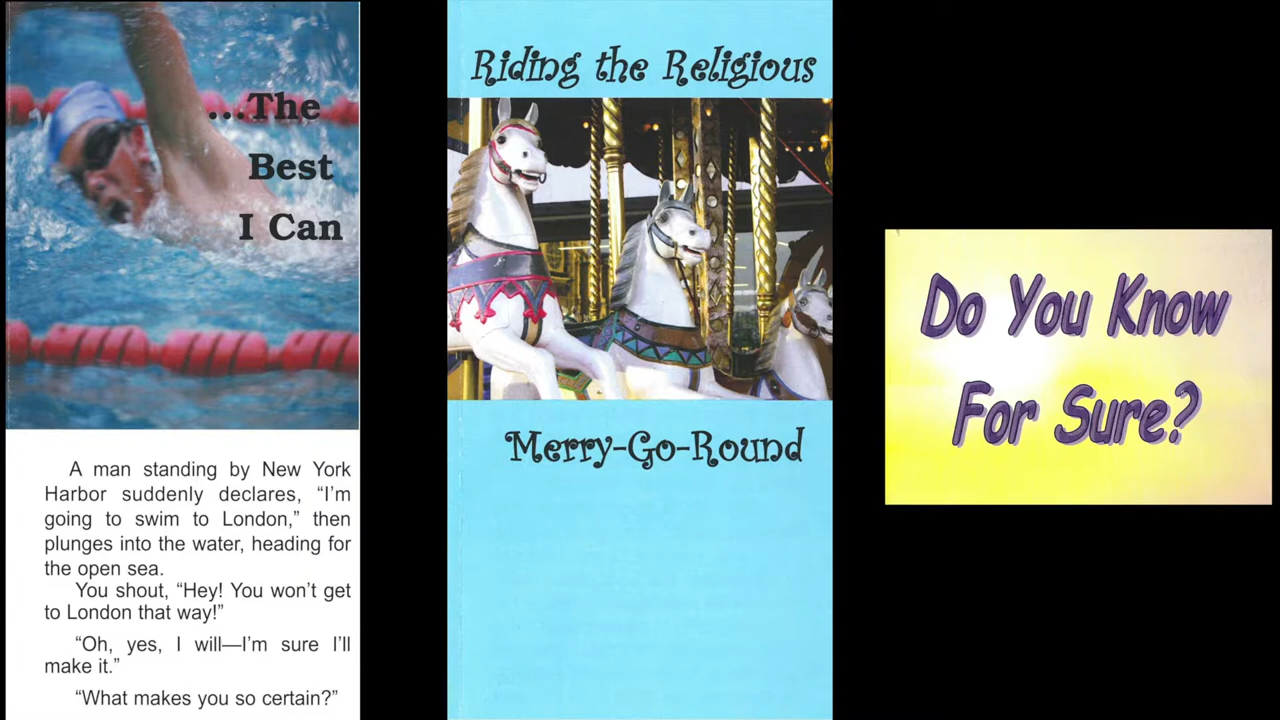 ...The
Best
I Can
A man standing by New York
Harbor suddenly declares, “I’m
going to swim to London,” then
plunges into the water, heading for
the open sea.
You shout, “Hey! You won’t get
to London that way!”
“Oh, yes, I will—I’m sure I’ll
make it.”
“What makes you so certain?”
Riding the Religious
Merry-Go-Round
Do You Know
For Sure?